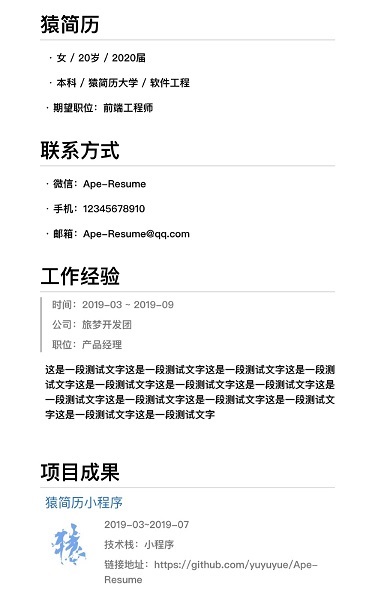 猿简历
· 女 / 20岁 / 2020届
· 本科 / 猿简历大学 / 软件工程
· 期望职位：前端工程师
联系方式
· 微信：Ape-Resume
· 手机：12345678910
· 邮箱：Ape-Resume@qq.com
工作经验
时间：2019-03 ~ 2019-09
公司：旅梦开发团
职位：产品经理
这是一段测试文字这是一段测试文字这是一段测试文字这是一段测
试文字这是一段测试文字这是一段测试文字这是一段测试文字这是
一段测试文字这是一段测试文字这是一段测试文字这是一段测试文
字这是一段测试文字这是一段测试文字
项目成果
猿简历小程序
猿
2019-03~2019-07
技术栈：小程序
链接地址：https://github.com/yuyuyue/Ape-
Resume